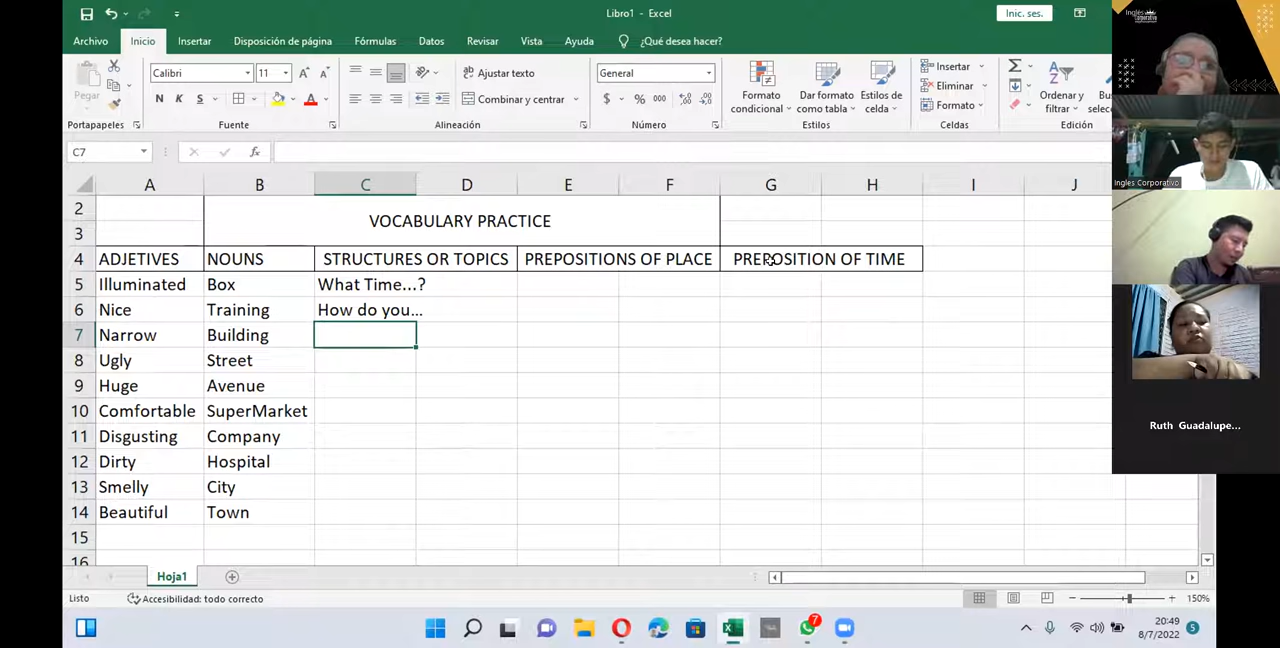 Libro1 - Excel
Inic. ses.
Archivo Inicio Insertar Disposición de página Fórmulas Datos Revisar Vista Ayuda ¿Qué desea hacer?
Pegar
Calibri 11
N K S
Ajustar texto
Combinar y centrar
General
$ % 000
Formato condicional
Dar formato como tabla
Estilos de celda
Insertar
Eliminar
Formato
Ordenar y filtrar
Portapapeles Fuente Alineación Número Estilos Celdas Edición
C7 fx
A B C D E F G H I J
2
3 VOCABULARY PRACTICE
4 ADJETIVES NOUNS STRUCTURES OR TOPICS PREPOSITIONS OF PLACE PREPOSITION OF TIME
5 Illuminated Box What Time...?
6 Nice Training How do you...
7 Narrow Building
8 Ugly Street
9 Huge Avenue
10 Comfortable SuperMarket
11 Disgusting Company
12 Dirty Hospital
13 Smelly City
14 Beautiful Town
15
16
Hoja1
Listo Accesibilidad: todo correcto 150%
7
20:49
8/7/2022
5
Inglés Corporativo
Ingles Corporativo
Ruth Guadalupe...